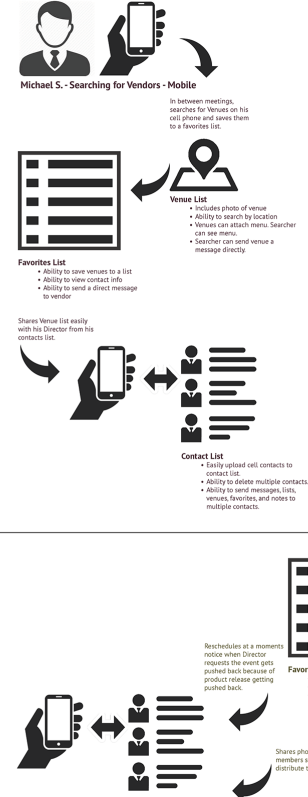 Michael S. - Searching for Vendors - Mobile
In between meetings,
searches for Venues on his
cell phone and saves them
to a favorites list.
Venue List
• Includes photo of venue
• Ability to search by location
• Venues can attach menu. Searcher
can see menu.
• Searcher can send venue a
message directly.
Favorites List
• Ability to save venues to a list
• Ability to view contact info
• Ability to send a direct message
to vendor
Shares Venue list easily
with his Director from his
contacts list.
Contact List
• Easily upload cell contacts to
contact list.
• Ability to delete multiple contacts.
• Ability to send messages, lists,
venues, favorites, and notes to
multiple contacts.
Reschedules at a moments
notice when Director
requests the event gets
pushed back because of
product release getting
pushed back.
Favor
Shares pho
members s
distribute t